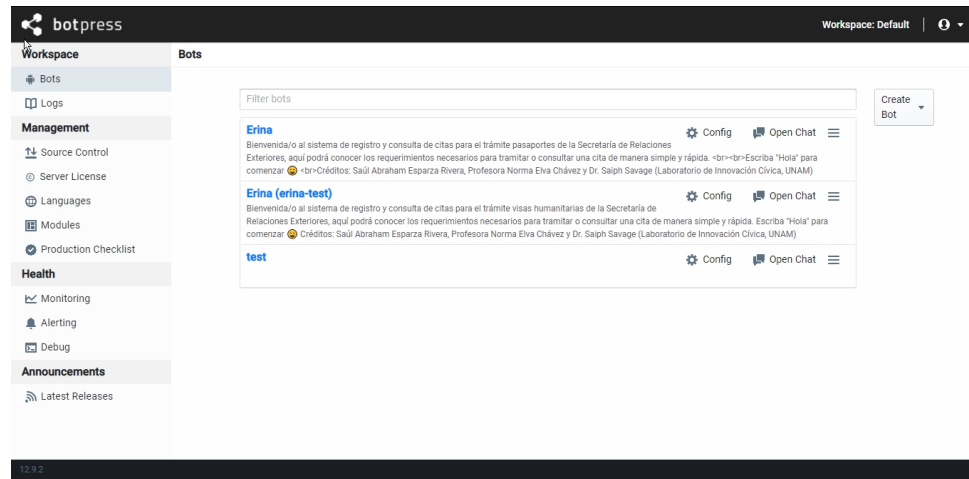 botpress
Workspace: Default
Workspace
Bots
Logs
Management
Source Control
Server License
Languages
Modules
Production Checklist
Health
Monitoring
Alerting
Debug
Announcements
Latest Releases
12.9.2
Bots
Filter bots
Create
Bot
Erina
Config
Open Chat
Bienvenida/o al sistema de registro y consulta de citas para el trámite pasaportes de la Secretaría de Relaciones
Exteriores, aquí podrá conocer los requerimientos necesarios para tramitar o consultar una cita de manera simple y rápida. <br><br>Escriba "Hola" para
comenzar 😄 <br>Créditos: Saúl Abraham Esparza Rivera, Profesora Norma Elva Chávez y Dr. Saiph Savage (Laboratorio de Innovación Cívica, UNAM)
Erina (erina-test)
Config
Open Chat
Bienvenida/o al sistema de registro y consulta de citas para el trámite visas humanitarias de la Secretaría de
Relaciones Exteriores, aquí podrá conocer los requerimientos necesarios para tramitar o consultar una cita de manera simple y rápida. Escriba "Hola" para
comenzar 😄 Créditos: Saúl Abraham Esparza Rivera, Profesora Norma Elva Chávez y Dr. Saiph Savage (Laboratorio de Innovación Cívica, UNAM)
test
Config
Open Chat